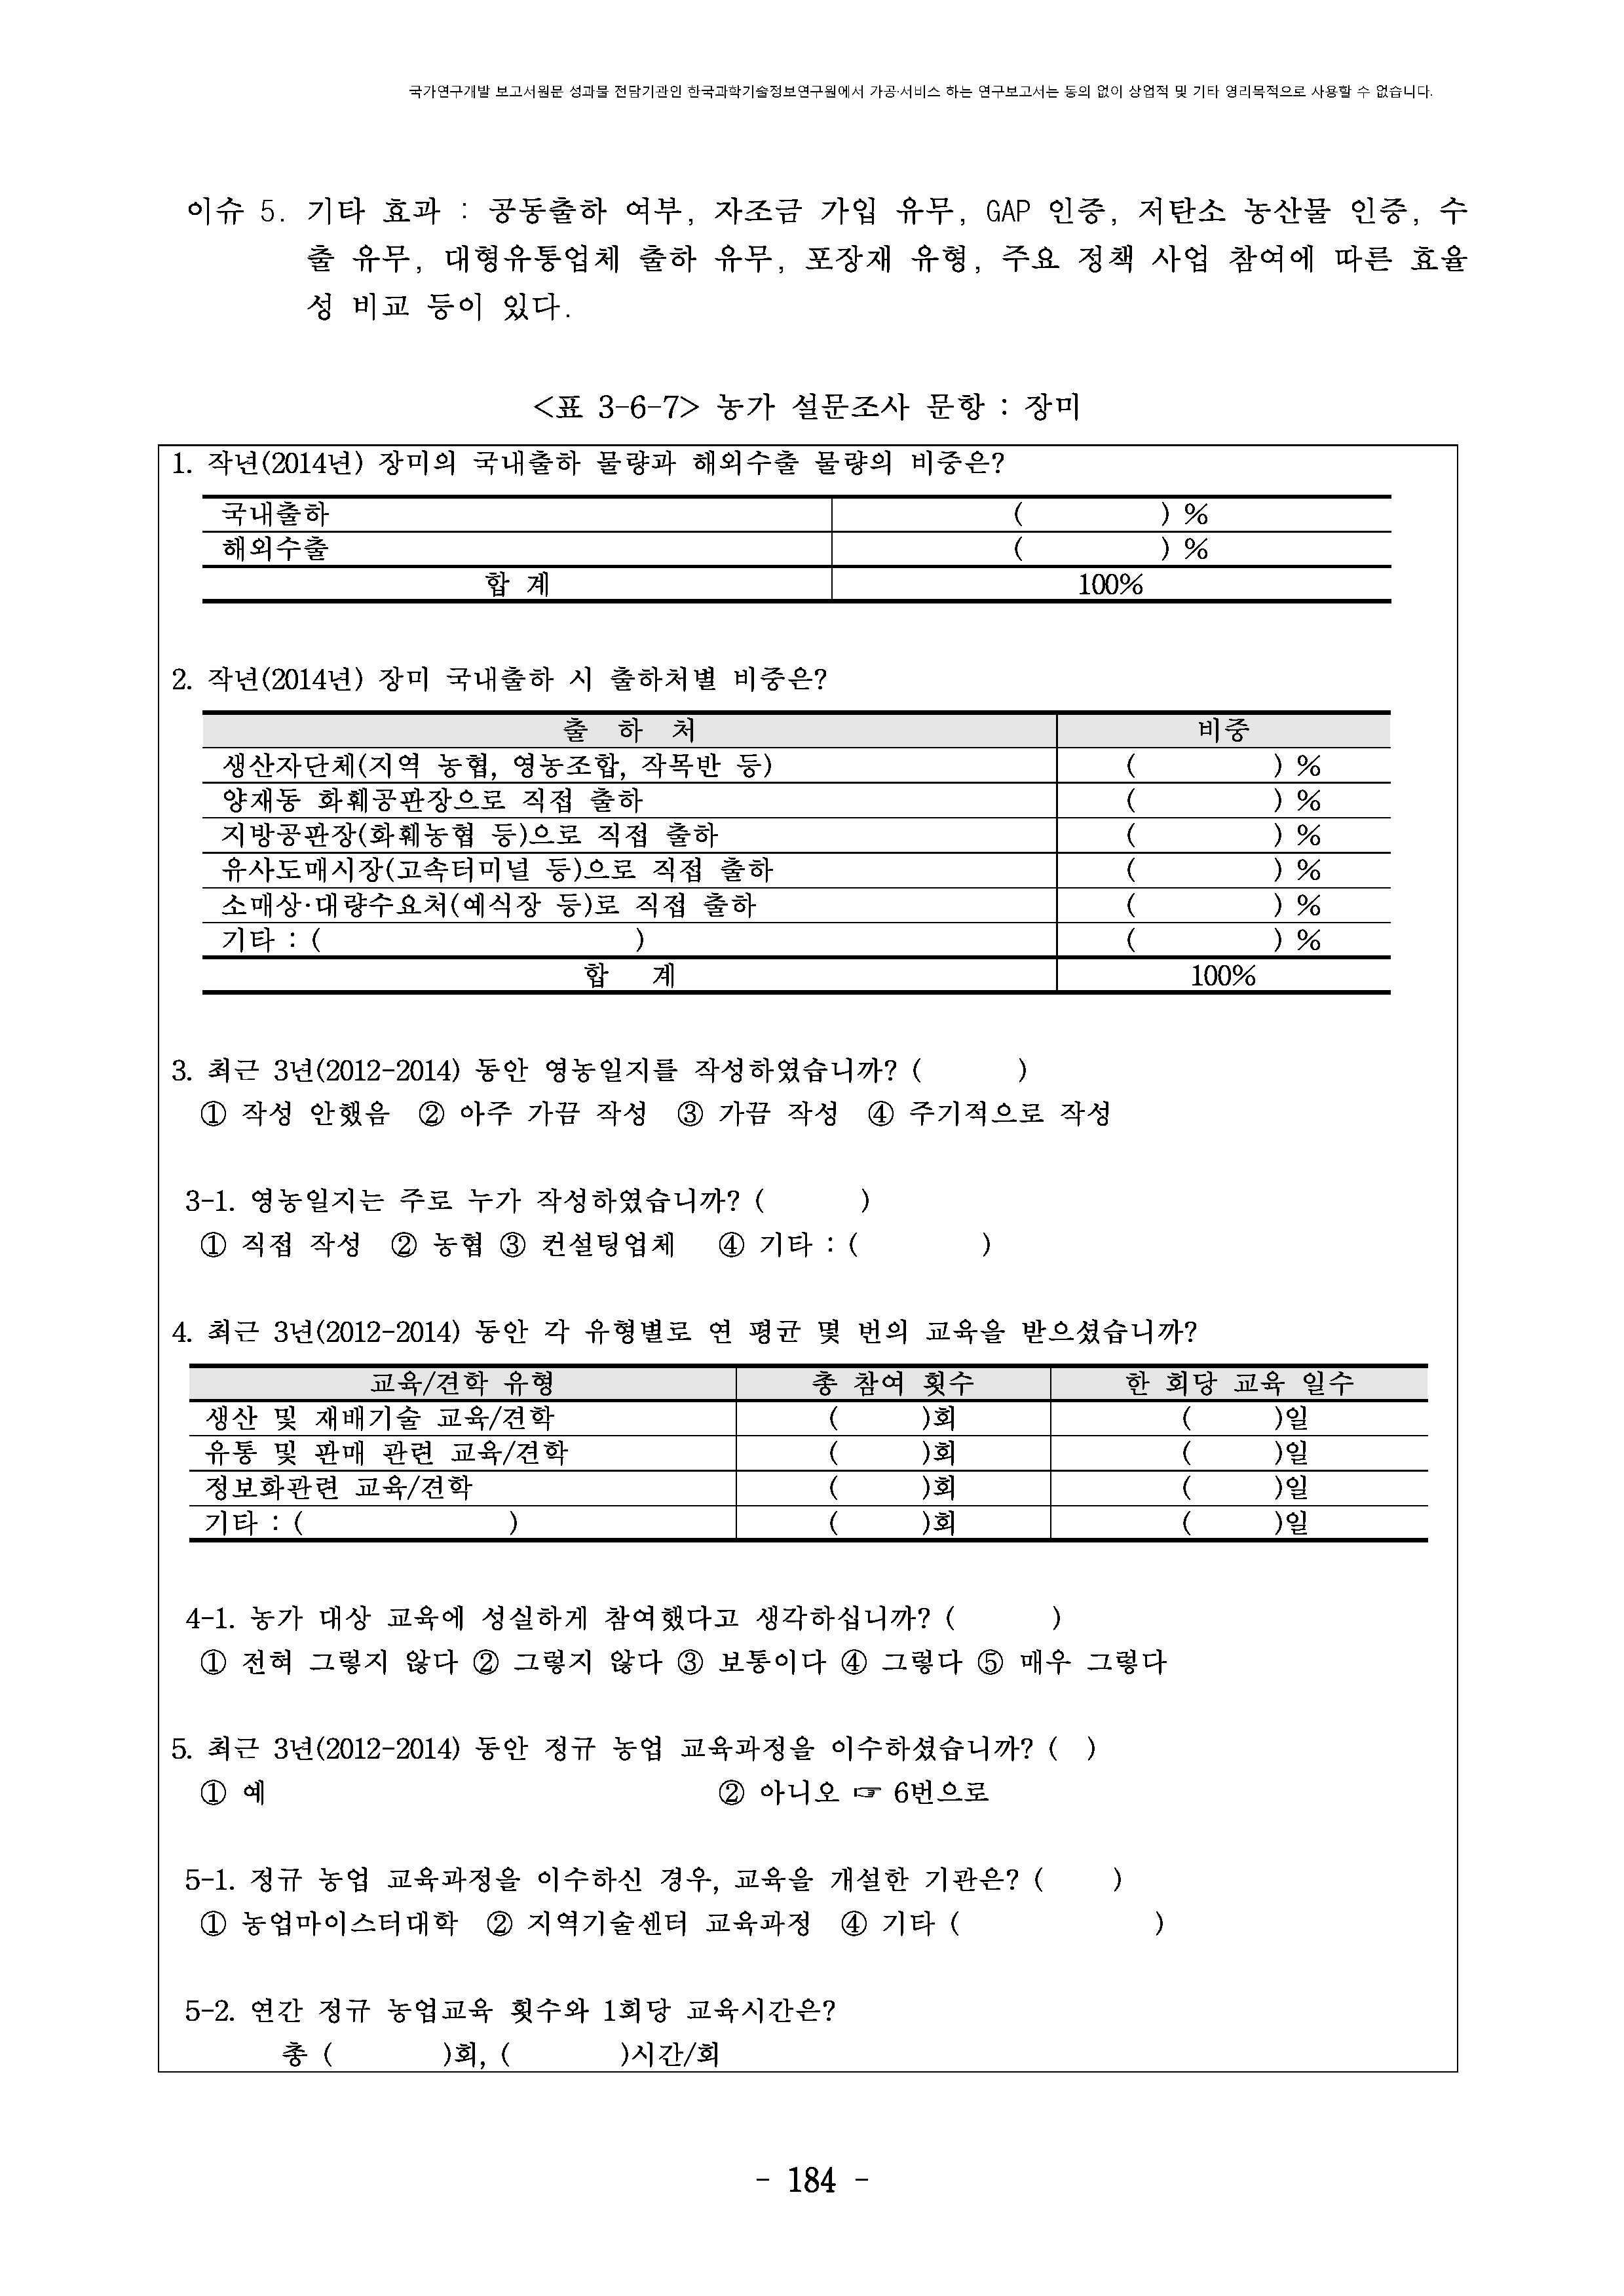 국가연구개발 보고서원문 성과물 전담기관인 한국과학기술정보연구원에서 가공·서비스 하는 연구보고서는 동의 없이 상업적 및 기타 영리목적으로 사용할 수 없습니다.
이슈 5. 기타 효과 : 공동출하 여부, 자조금 가입 유무, GAP 인증, 저탄소 농산물 인증, 수
출 유무, 대형유통업체 출하 유무, 포장재 유형, 주요 정책 사업 참여에 따른 효율
성 비교 등이 있다.
<표 3-6-7> 농가 설문조사 문항 : 장미
1. 작년(2014년) 장미의 국내출하 물량과 해외수출 물량의 비중은?
국내출하 ( ) %
해외수출 ( ) %
합 계 100%
2. 작년(2014년) 장미 국내출하 시 출하처별 비중은?
출 하 처 비중
생산자단체(지역 농협, 영농조합, 작목반 등) ( ) %
양재동 화훼공판장으로 직접 출하 ( ) %
지방공판장(화훼농협 등)으로 직접 출하 ( ) %
유사도매시장(고속터미널 등)으로 직접 출하 ( ) %
소매상·대량수요처(예식장 등)로 직접 출하 ( ) %
기타 : ( ) ( ) %
합 계 100%
3. 최근 3년(2012-2014) 동안 영농일지를 작성하였습니까? ( )
① 작성 안했음 ② 아주 가끔 작성 ③ 가끔 작성 ④ 주기적으로 작성
3-1. 영농일지는 주로 누가 작성하였습니까? ( )
① 직접 작성 ② 농협 ③ 컨설팅업체 ④ 기타 : ( )
4. 최근 3년(2012-2014) 동안 각 유형별로 연 평균 몇 번의 교육을 받으셨습니까?
교육/견학 유형 총 참여 횟수 한 회당 교육 일수
생산 및 재배기술 교육/견학 ( )회 ( )일
유통 및 판매 관련 교육/견학 ( )회 ( )일
정보화관련 교육/견학 ( )회 ( )일
기타 : ( ) ( )회 ( )일
4-1. 농가 대상 교육에 성실하게 참여했다고 생각하십니까? ( )
① 전혀 그렇지 않다 ② 그렇지 않다 ③ 보통이다 ④ 그렇다 ⑤ 매우 그렇다
5. 최근 3년(2012-2014) 동안 정규 농업 교육과정을 이수하셨습니까? ( )
① 예 ② 아니오 ☞ 6번으로
5-1. 정규 농업 교육과정을 이수하신 경우, 교육을 개설한 기관은? ( )
① 농업마이스터대학 ② 지역기술센터 교육과정 ④ 기타 ( )
5-2. 연간 정규 농업교육 횟수와 1회당 교육시간은?
총 ( )회, ( )시간/회
- 184 -